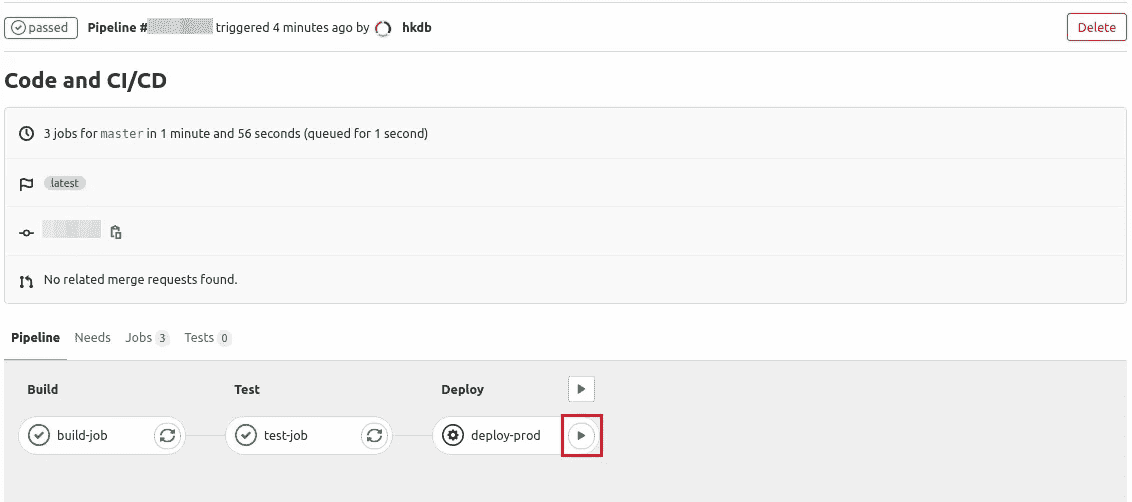 passed Pipeline # triggered 4 minutes ago by hkdb Delete
Code and CI/CD
3 jobs for master in 1 minute and 56 seconds (queued for 1 second)
latest
No related merge requests found.
Pipeline Needs Jobs 3 Tests 0
Build Test Deploy
build-job test-job deploy-prod